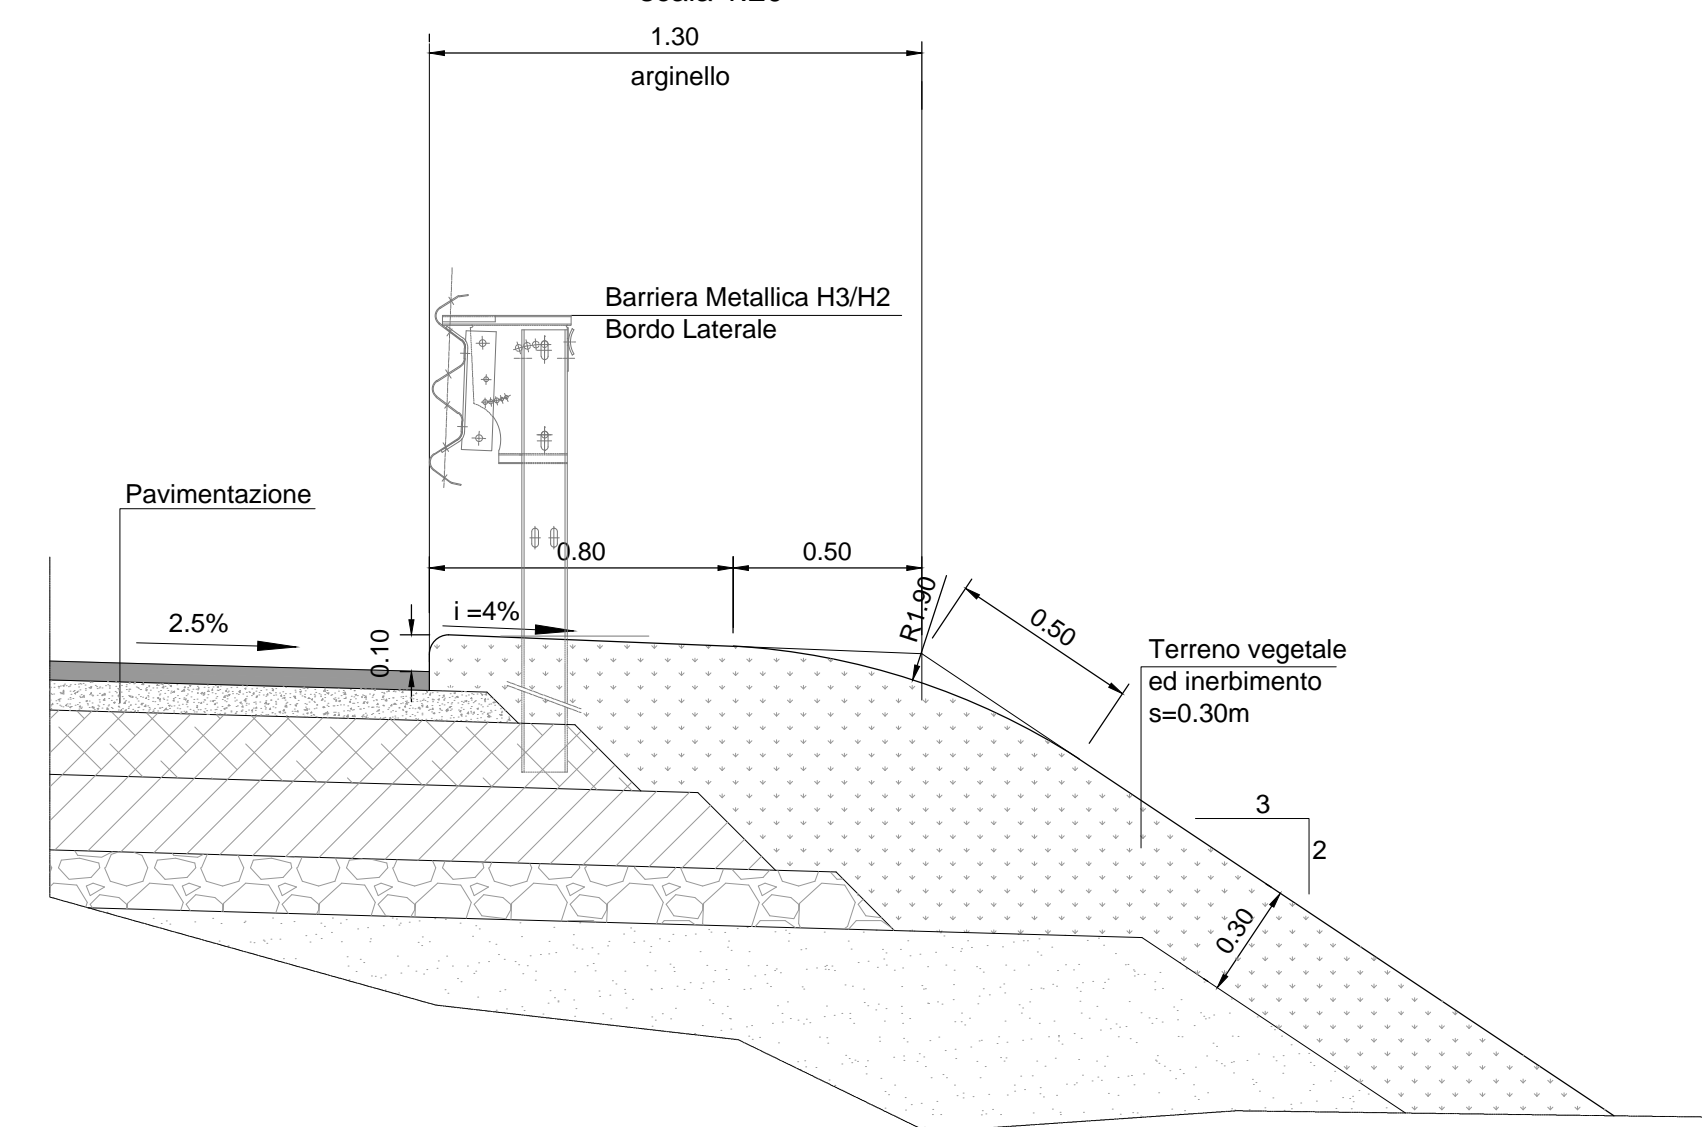 1.30
arginello
Barriera Metallica H3/H2
Bordo Laterale
Pavimentazione
0.80
0.50
2.5%
i =4%
0.10
R1.90
0.50
Terreno vegetale
ed inerbimento
s=0.30m
3
2
0.30